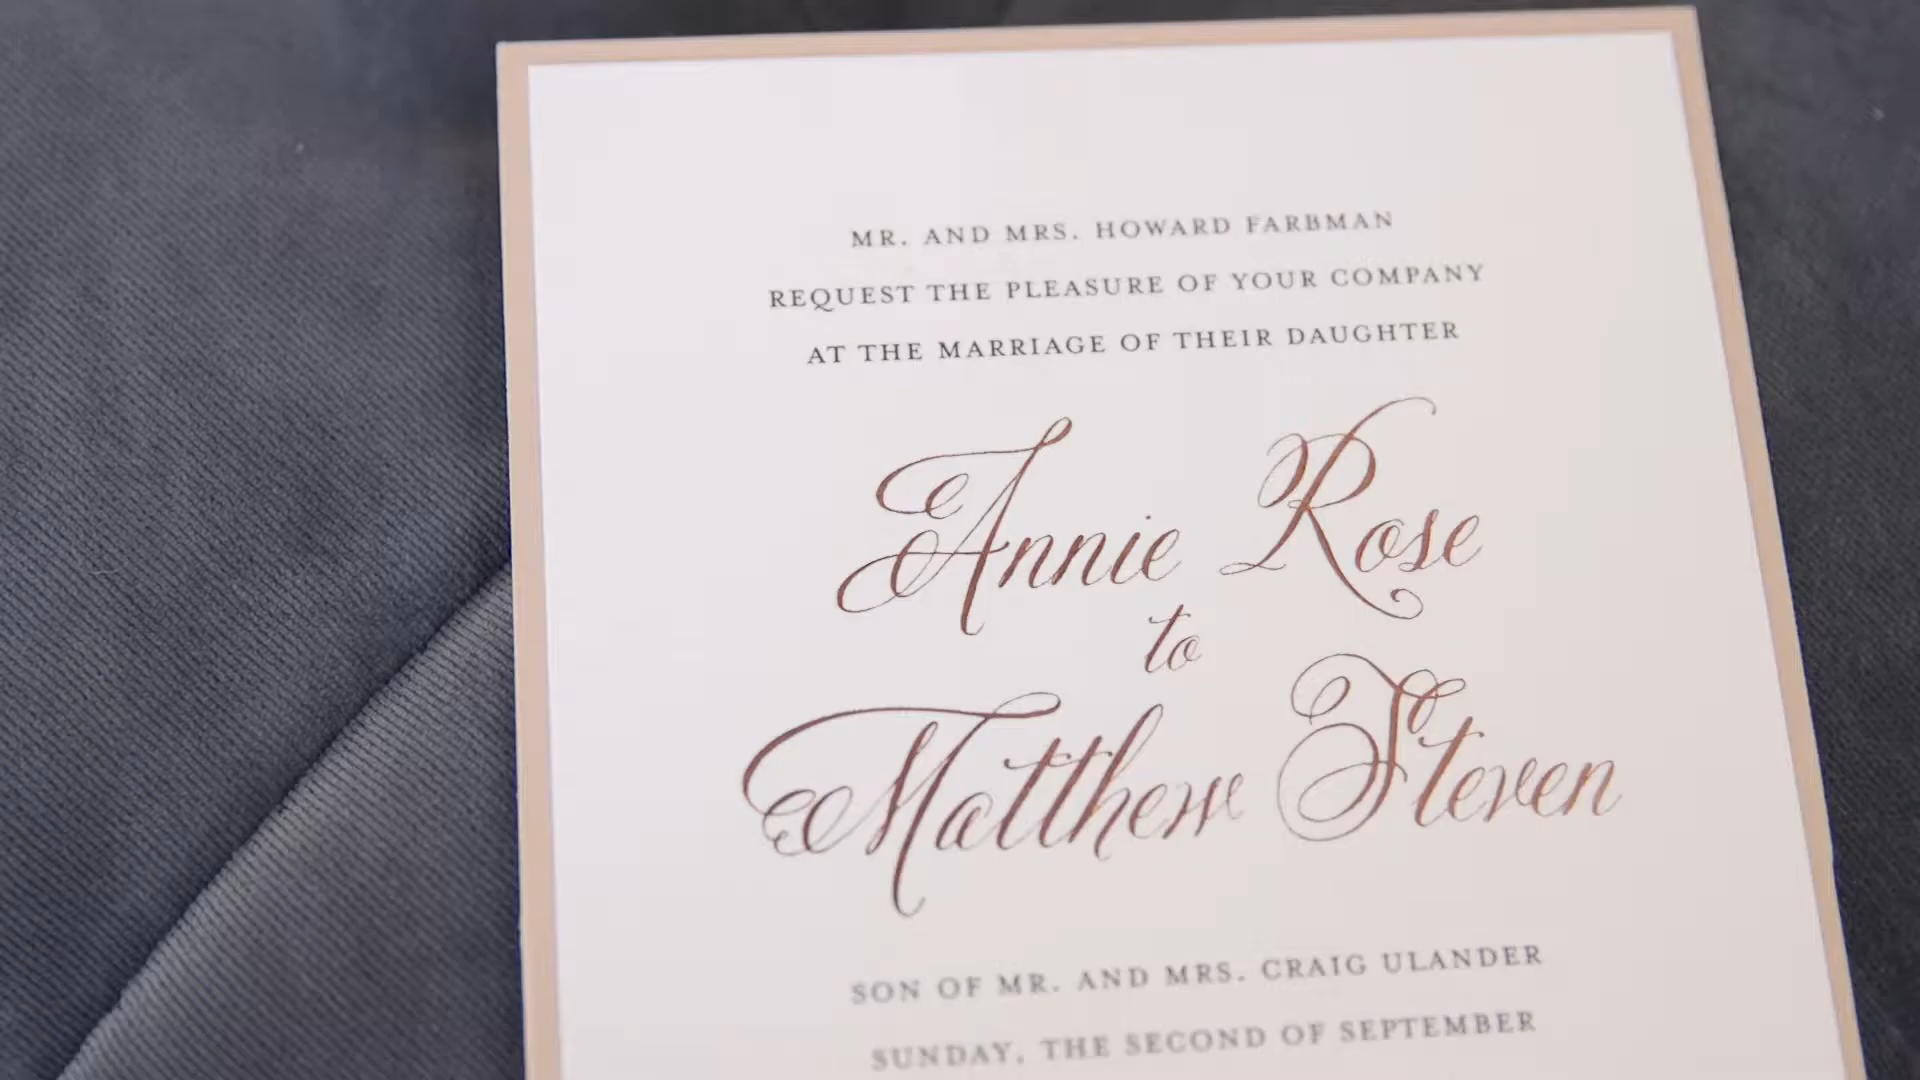 MR. AND MRS. HOWARD FARBMAN
REQUEST THE PLEASURE OF YOUR COMPANY
AT THE MARRIAGE OF THEIR DAUGHTER
Annie Rose
to
Matthew Steven
SON OF MR. AND MRS. CRAIG ULANDER
SUNDAY, THE SECOND OF SEPTEMBER